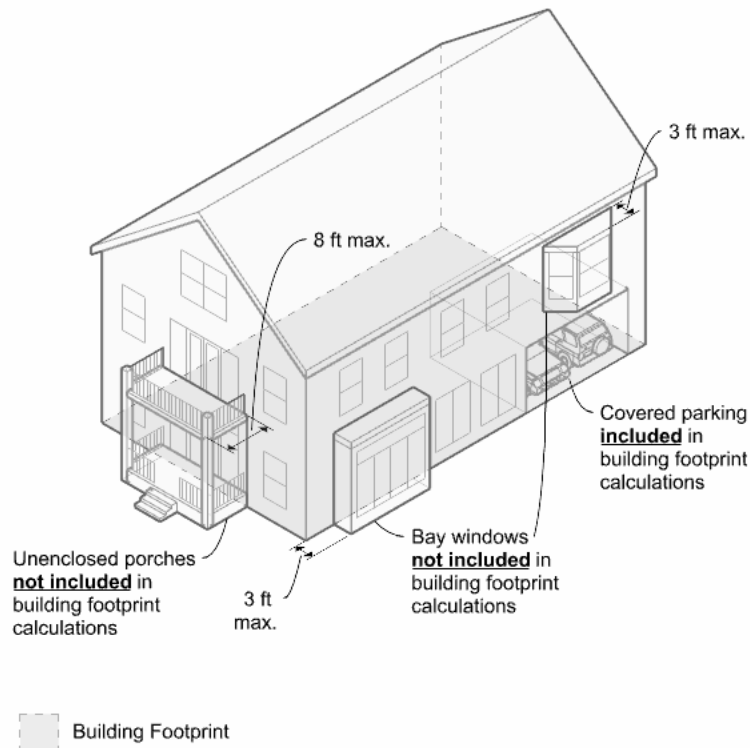 3 ft max.
8 ft max.
Covered parking
included in
building footprint
calculations
Bay windows
not included in
building footprint
calculations
Unenclosed porches
not included in
building footprint
calculations
3 ft
max.
Building Footprint